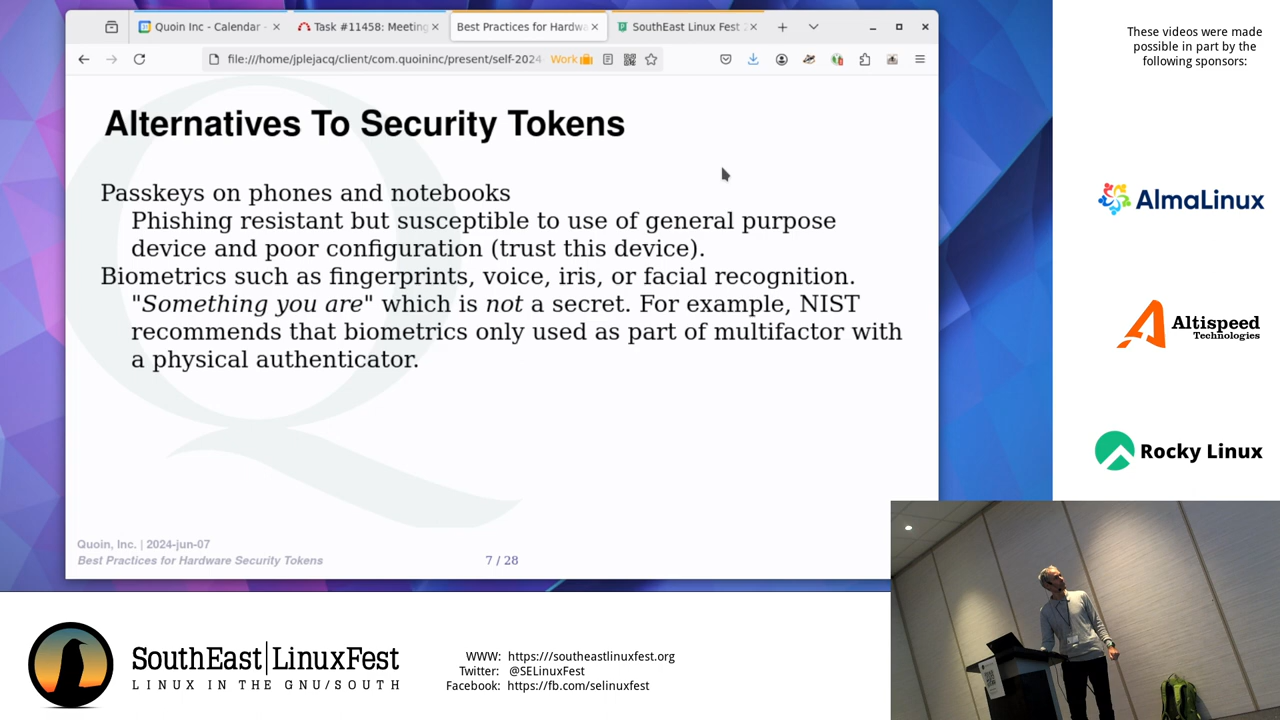 Quoin Inc - Calendar -
Task #11458: Meeting
Best Practices for Hardwa
SouthEast Linux Fest 2
file:///home/jplejacq/client/com.quoininc/present/self-2024-
Work
Alternatives To Security Tokens
Passkeys on phones and notebooks
Phishing resistant but susceptible to use of general purpose
device and poor configuration (trust this device).
Biometrics such as fingerprints, voice, iris, or facial recognition.
"Something you are" which is not a secret. For example, NIST
recommends that biometrics only used as part of multifactor with
a physical authenticator.
Quoin, Inc. | 2024-jun-07
Best Practices for Hardware Security Tokens
7 / 28
These videos were made
possible in part by the
following sponsors:
AlmaLinux
Altispeed
Technologies
Rocky Linux
SouthEast|LinuxFest
LINUX IN THE GNU/SOUTH
WWW: https:///southeastlinuxfest.org
Twitter: @SELinuxFest
Facebook: https://fb.com/selinuxfest